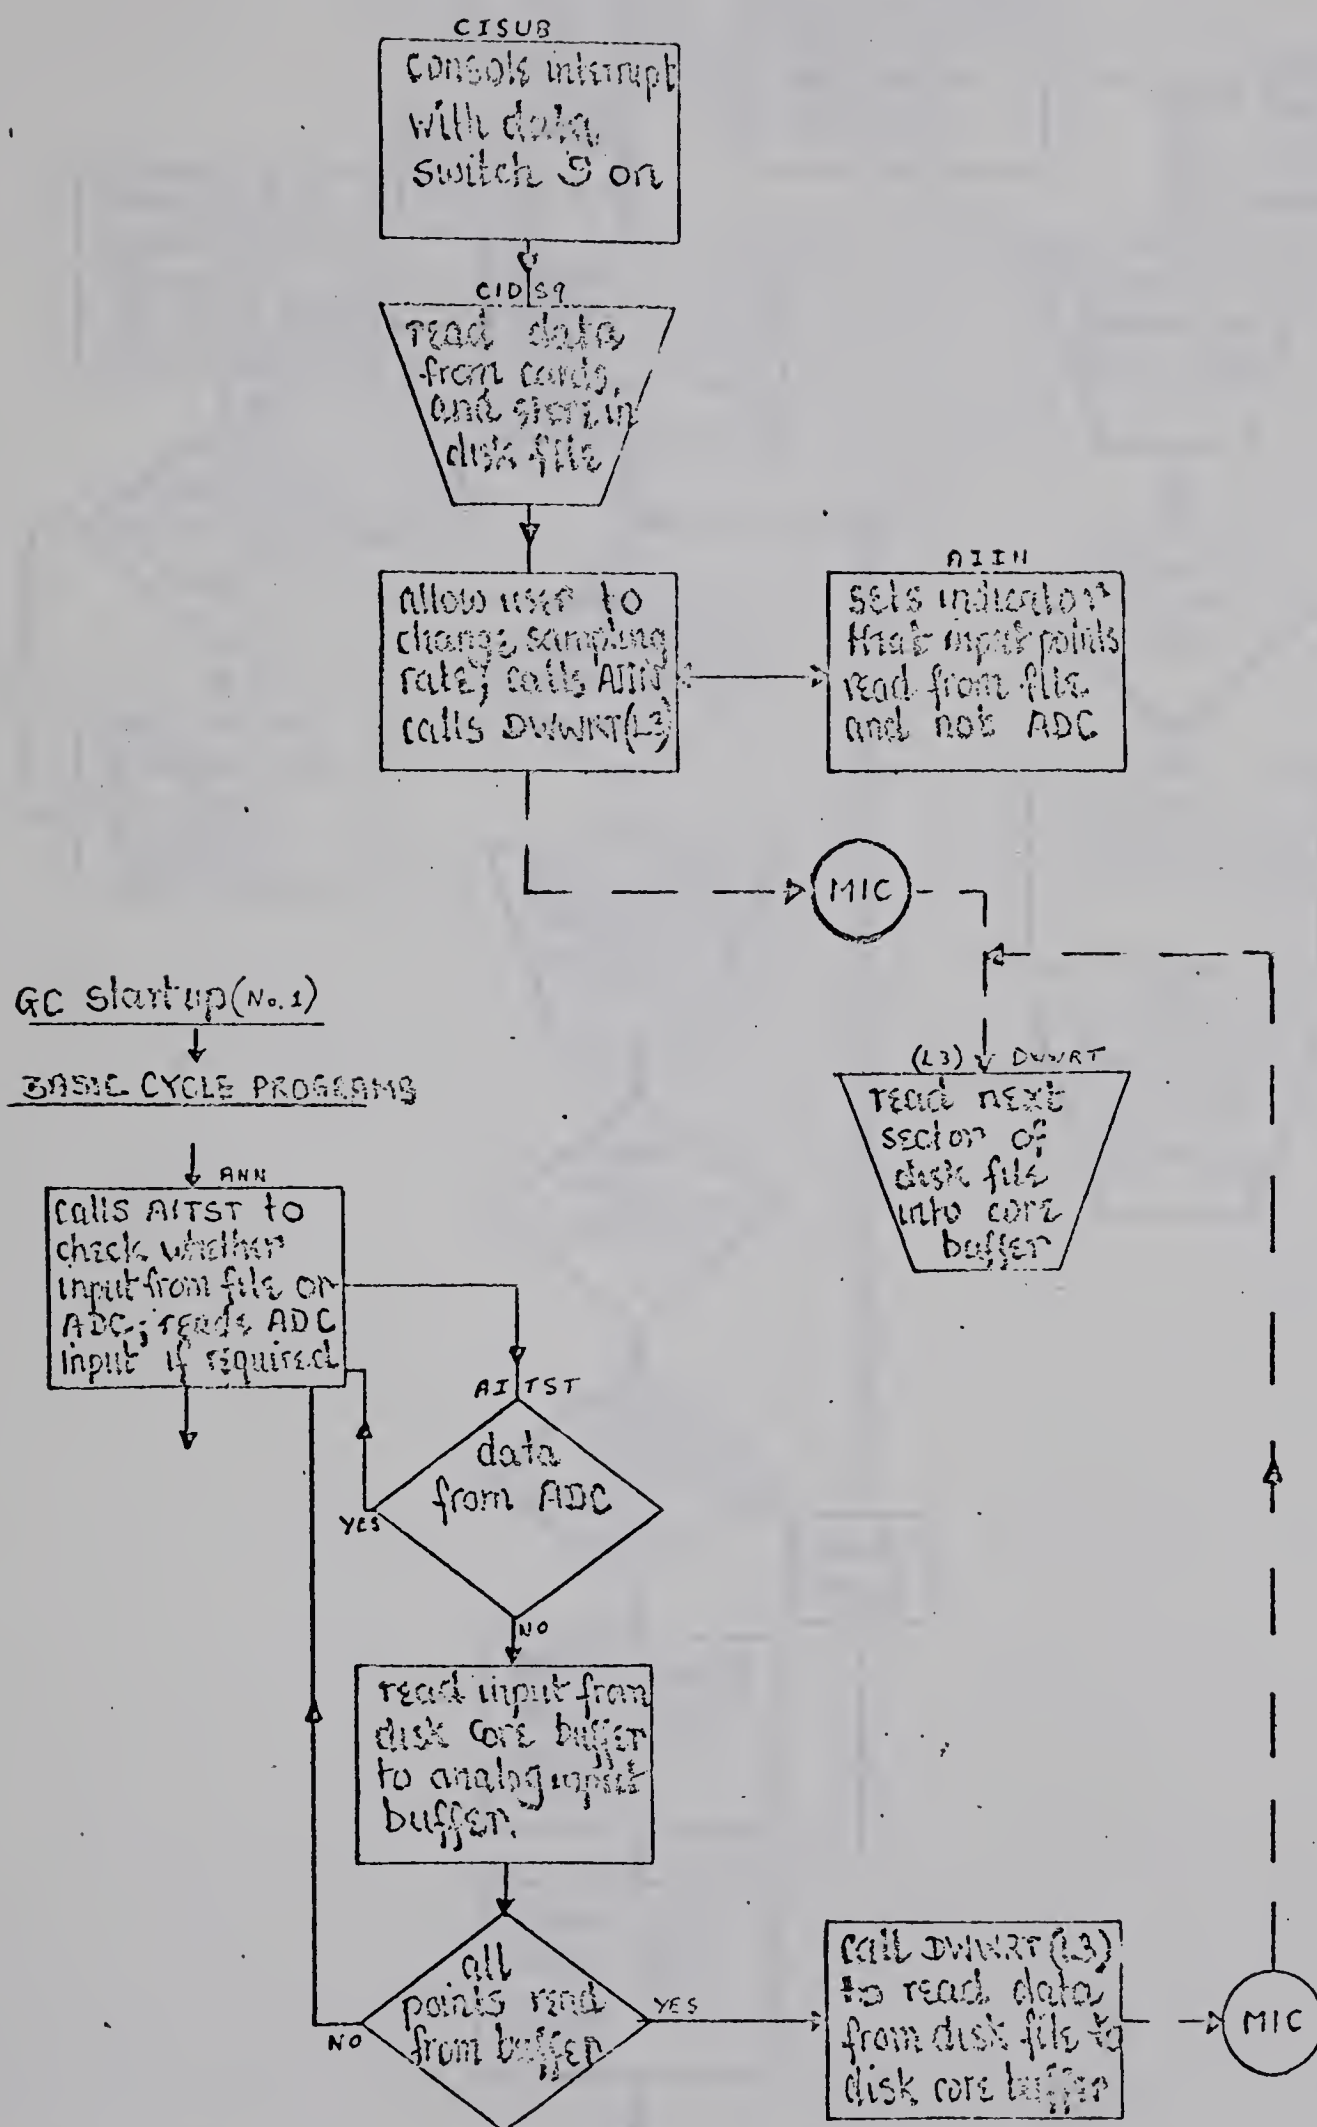 CISUB
console interrupt
with data
switch 9 on
CIDS9
read data
from cards,
and store in
disk file
allow user to
change sampling
rate; calls AIIN
calls DWWRT(L3)
AIIN
sets indicator
that input points
read from file
and not ADC
MIC
GC startup (No. 1)
BASIC CYCLE PROGRAMS
(L3) DWWRT
read next
sector of
disk file
into core
buffer
ANN
calls AITST to
check whether
input from file or
ADC; reads ADC
input if required
AITST
data
from ADC
YES
NO
read input from
disk core buffer
to analog input
buffer.
all
points read
from buffer
NO
YES
call DWWRT (L3)
to read data
from disk file to
disk core buffer
MIC